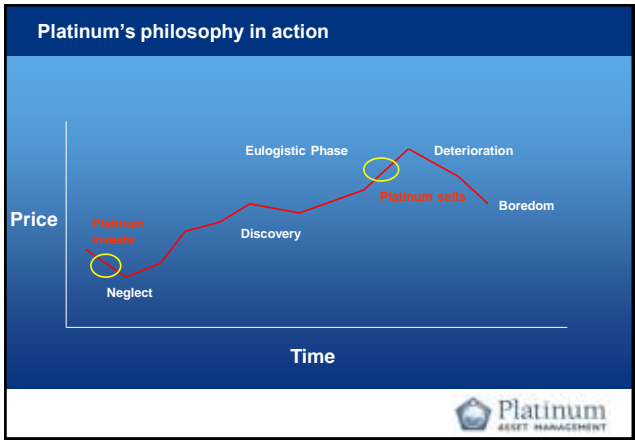 Platinum's philosophy in action
Eulogistic Phase
Deterioration
Platinum sells
Boredom
Price
Platinum
invests
Discovery
Neglect
Time
Platinum
ASSET MANAGEMENT